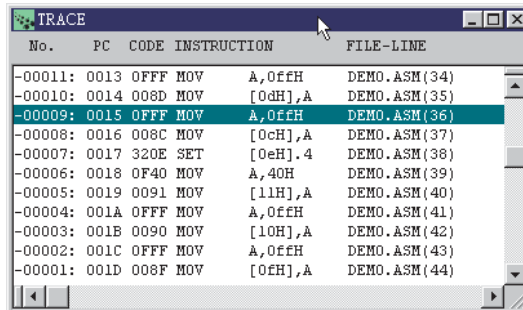 TRACE
No. PC CODE INSTRUCTION FILE-LINE
-00011: 0013 0FFF MOV A,0ffH DEMO.ASM(34)
-00010: 0014 008D MOV [0dH],A DEMO.ASM(35)
-00009: 0015 0FFF MOV A,0ffH DEMO.ASM(36)
-00008: 0016 008C MOV [0cH],A DEMO.ASM(37)
-00007: 0017 320E SET [0eH].4 DEMO.ASM(38)
-00006: 0018 0F40 MOV A,40H DEMO.ASM(39)
-00005: 0019 0091 MOV [11H],A DEMO.ASM(40)
-00004: 001A 0FFF MOV A,0ffH DEMO.ASM(41)
-00003: 001B 0090 MOV [10H],A DEMO.ASM(42)
-00002: 001C 0FFF MOV A,0ffH DEMO.ASM(43)
-00001: 001D 008F MOV [0fH],A DEMO.ASM(44)